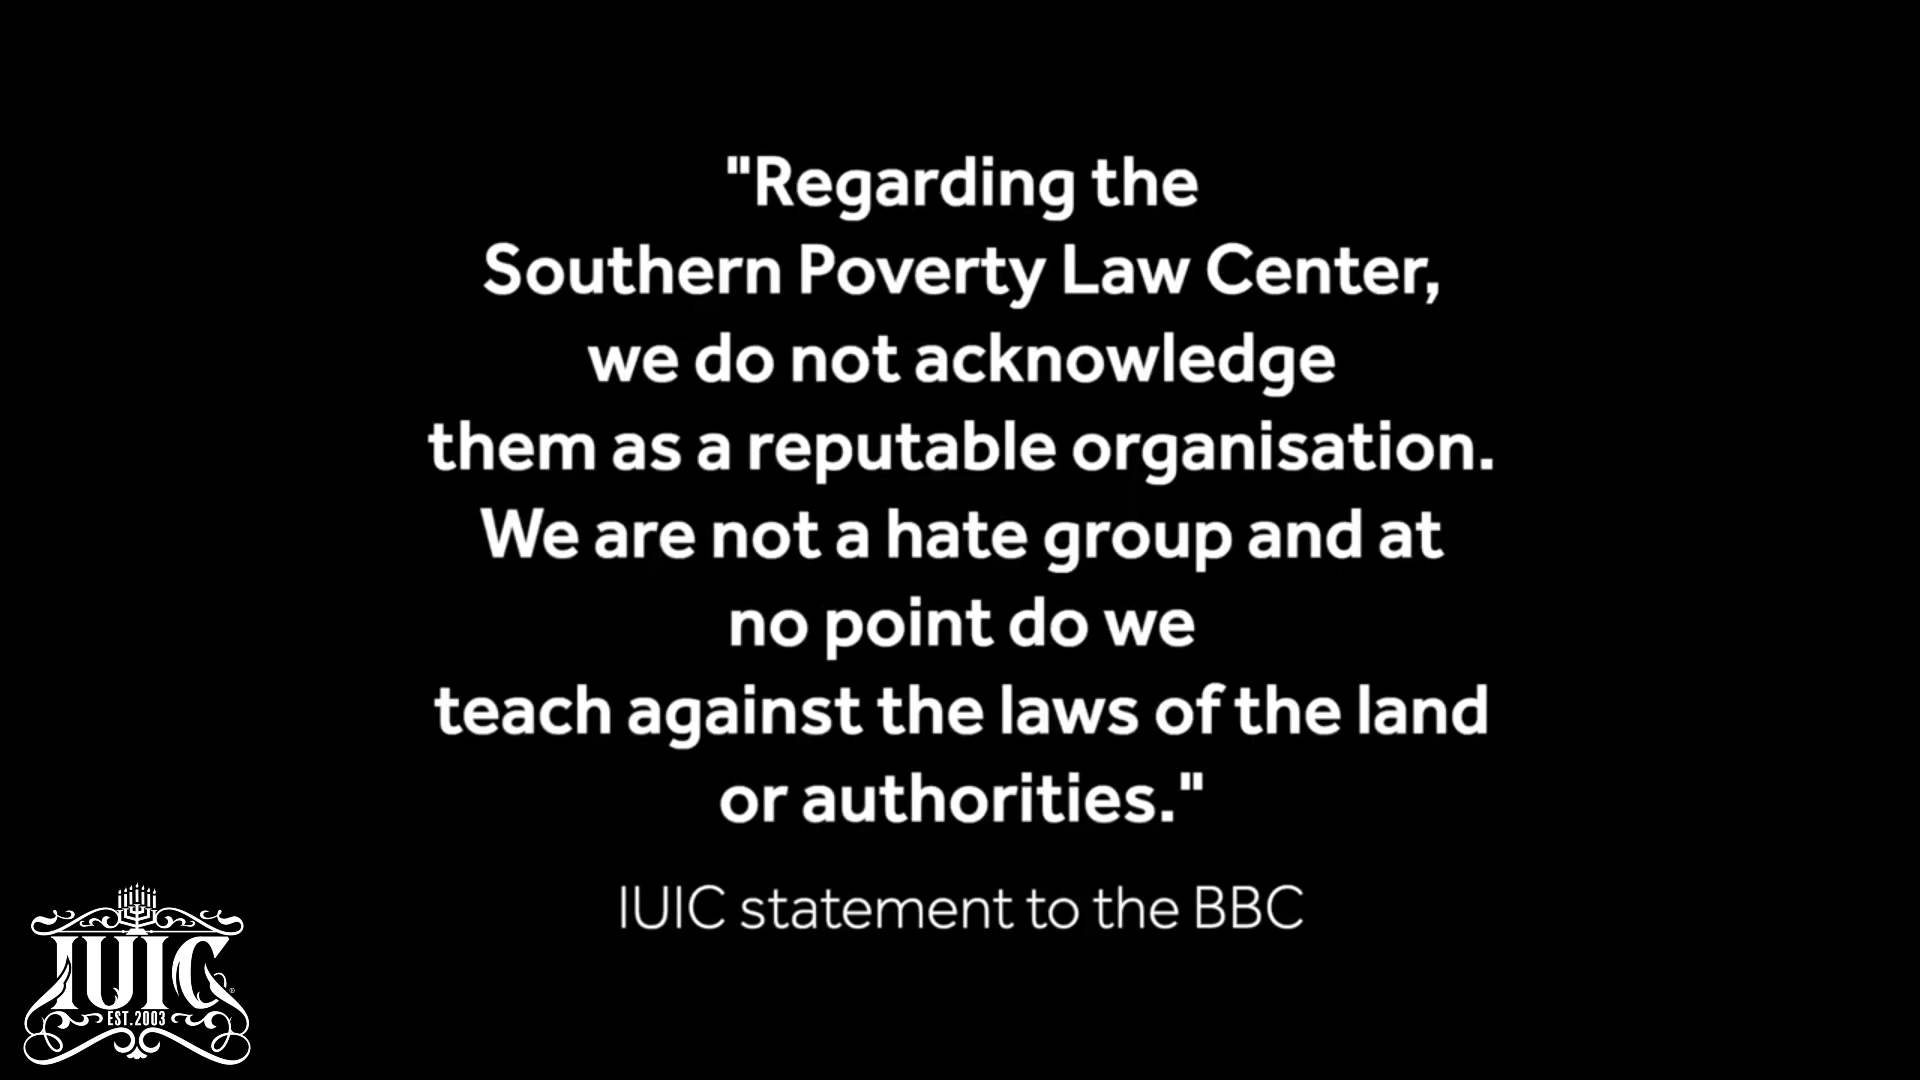 "Regarding the
Southern Poverty Law Center,
we do not acknowledge
them as a reputable organisation.
We are not a hate group and at
no point do we
teach against the laws of the land
or authorities."
IUIC statement to the BBC
IUIC
EST.2003